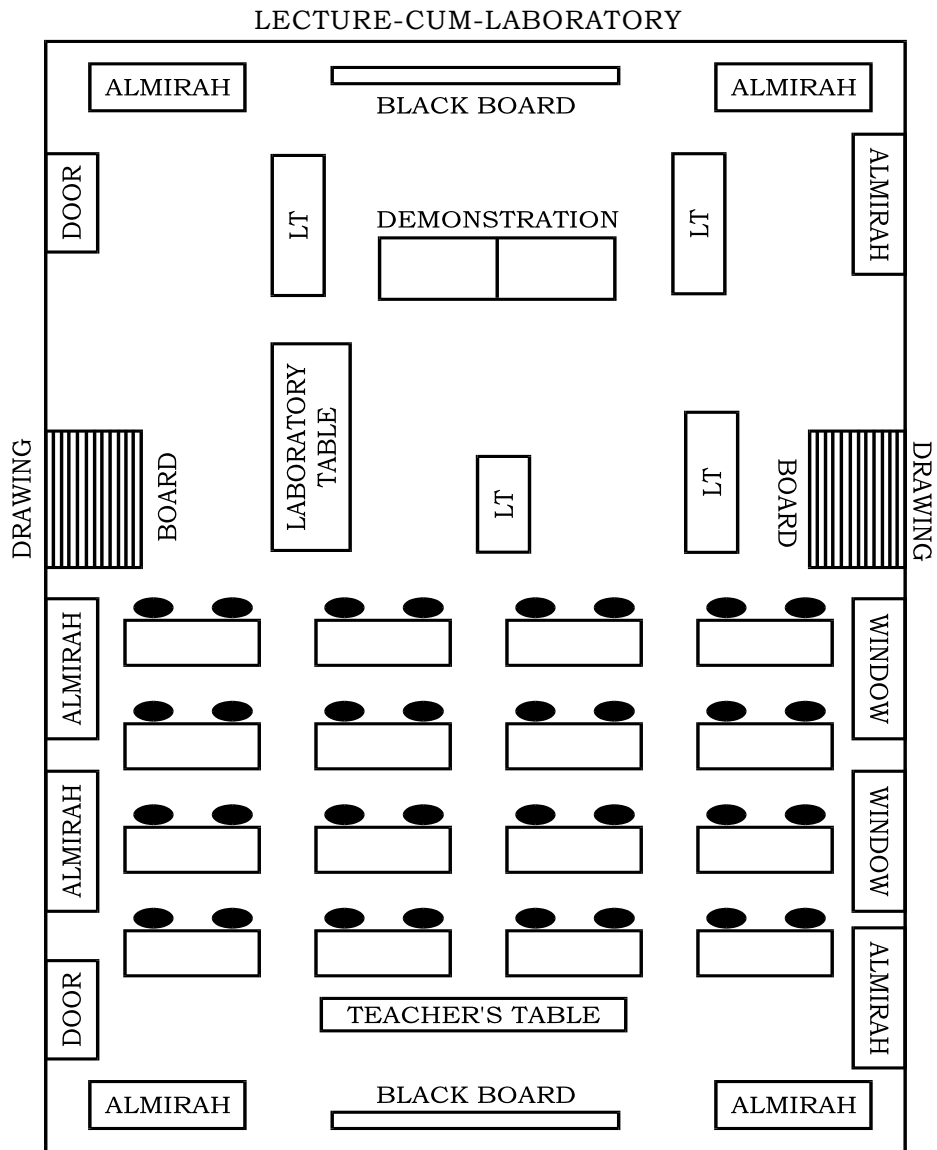 LECTURE-CUM-LABORATORY
ALMIRAH
BLACK BOARD
ALMIRAH
DOOR
LT
DEMONSTRATION
LT
ALMIRAH
LABORATORY
TABLE
LT
LT
DRAWING
BOARD
BOARD
DRAWING
ALMIRAH
WINDOW
ALMIRAH
WINDOW
DOOR
TEACHER'S TABLE
ALMIRAH
ALMIRAH
BLACK BOARD
ALMIRAH